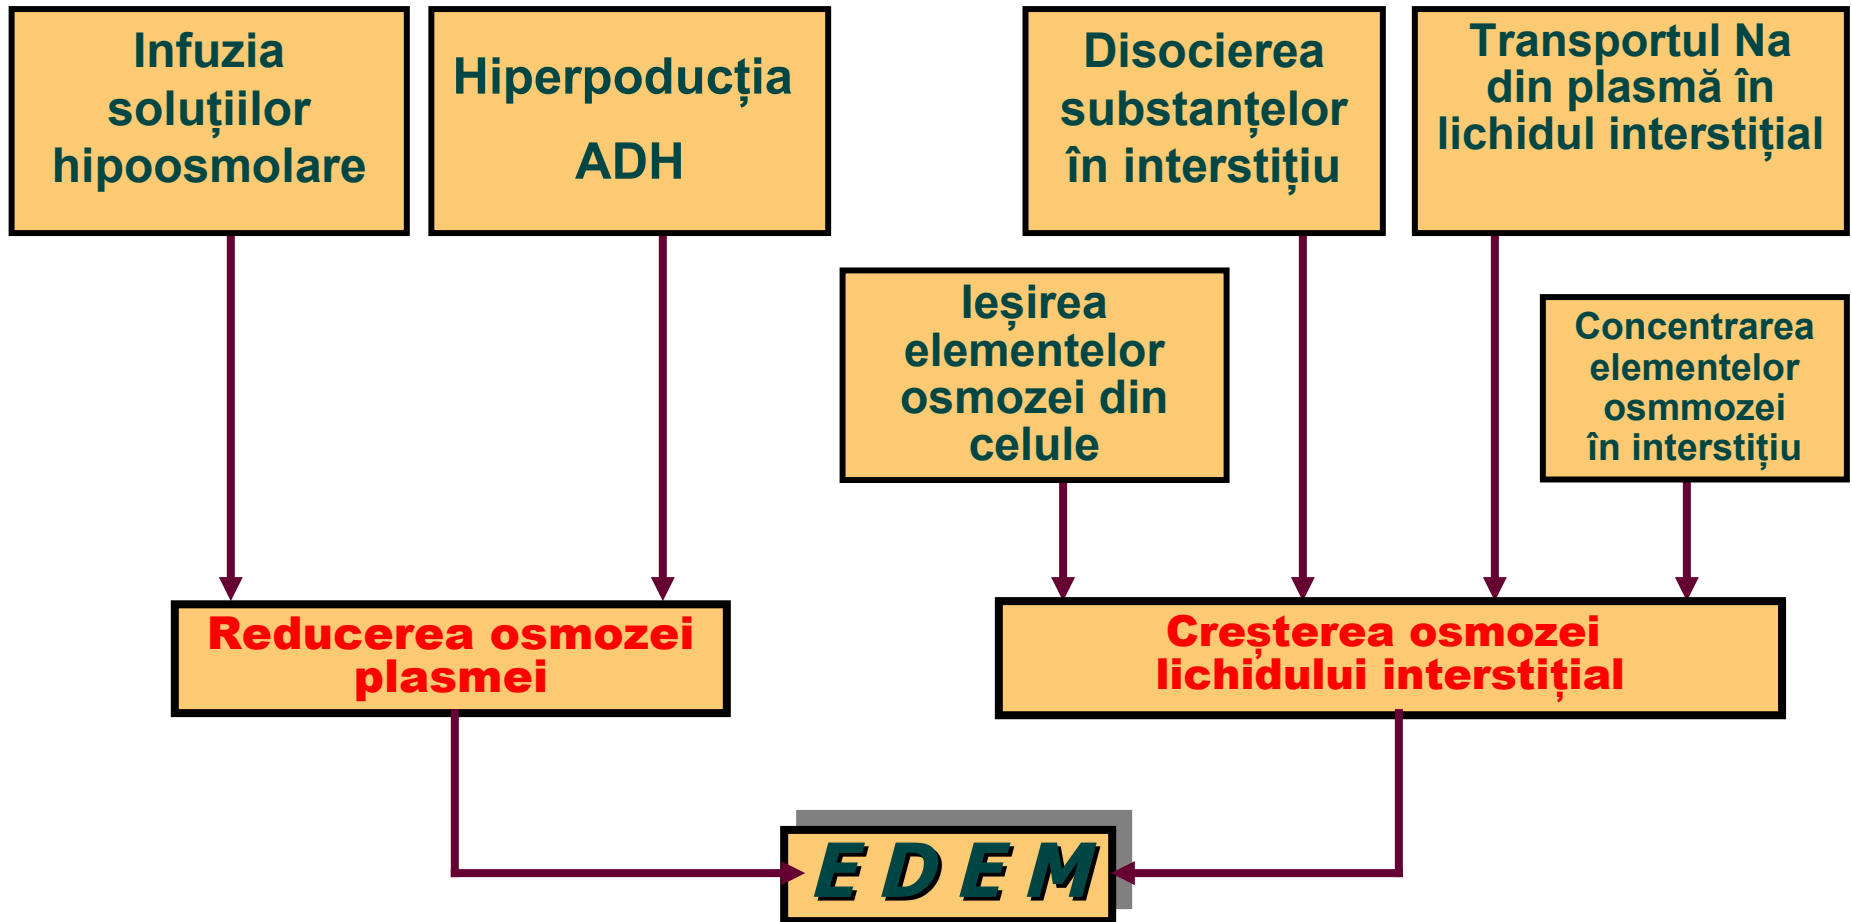 Infuzia
soluțiilor
hipoosmolare
Hiperpoducția
ADH
Disocierea
substanțelor
în interstițiu
Transportul Na
din plasmă în
lichidul interstițial
Ieșirea
elementelor
osmozei din
celule
Concentrarea
elementelor
osmmozei
în interstițiu
Reducerea osmozei
plasmei
Creșterea osmozei
lichidului interstițial
E D E M